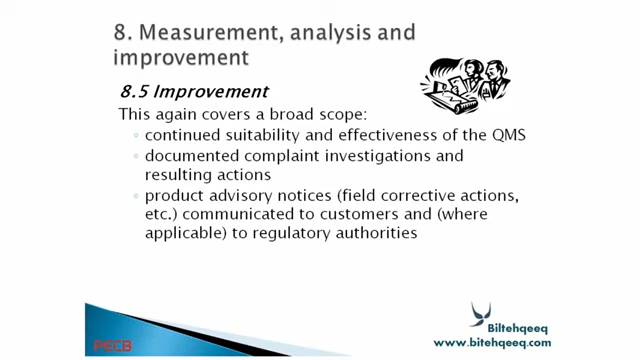 8. Measurement, analysis and
improvement
8.5 Improvement
This again covers a broad scope:
continued suitability and effectiveness of the QMS
documented complaint investigations and
resulting actions
product advisory notices (field corrective actions,
etc.) communicated to customers and (where
applicable) to regulatory authorities
Biltehqeeq
PECB
www.bitehqeeq.com